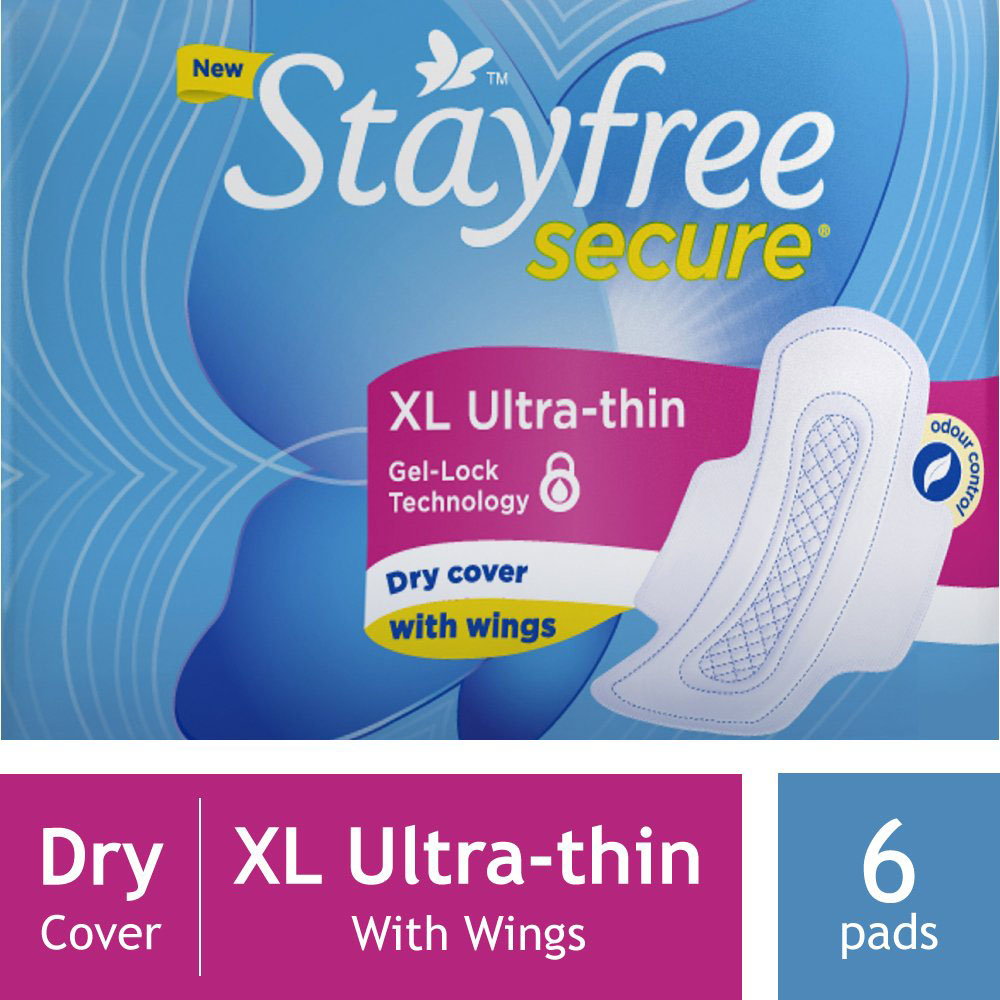 New
Stayfree™
secure®
XL Ultra-thin
Gel-Lock
Technology
odour control
Dry cover
with wings
Dry
Cover
XL Ultra-thin
With Wings
6
pads